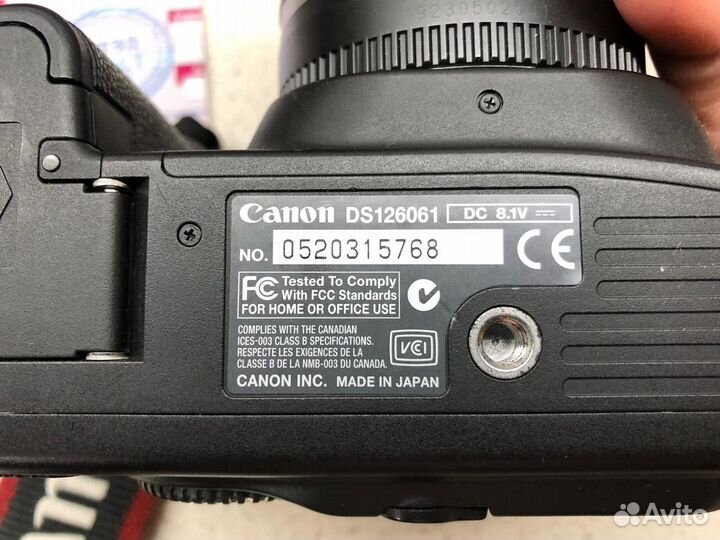 Canon DS126061 DC 8.1V
NO. 0520315768
FC Tested To Comply
With FCC Standards
FOR HOME OR OFFICE USE
COMPLIES WITH THE CANADIAN
ICES-003 CLASS B SPECIFICATIONS.
RESPECTE LES EXIGENCES DE LA
CLASSE B DE LA NMB-003 DU CANADA.
VCI
CANON INC. MADE IN JAPAN
CE
Avito